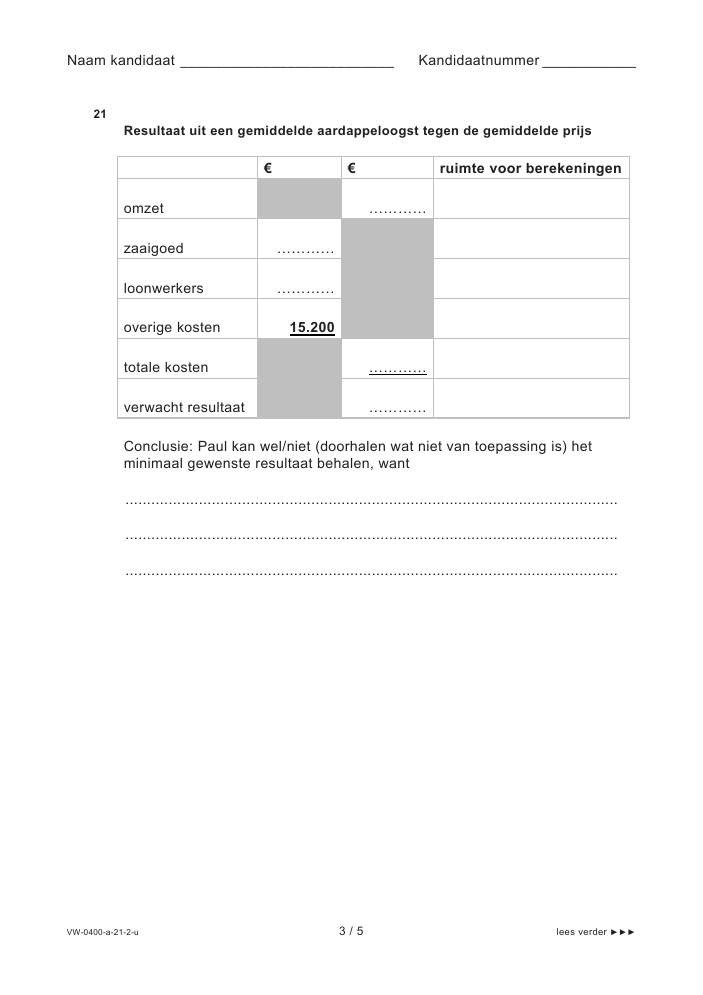 Naam kandidaat __________________________ Kandidaatnummer ____________
21
Resultaat uit een gemiddelde aardappeloogst tegen de gemiddelde prijs
€ € ruimte voor berekeningen
omzet …………
zaaigoed …………
loonwerkers …………
overige kosten 15.200
totale kosten …………
verwacht resultaat …………
Conclusie: Paul kan wel/niet (doorhalen wat niet van toepassing is) het
minimaal gewenste resultaat behalen, want
..................................................................................................................
..................................................................................................................
..................................................................................................................
VW-0400-a-21-2-u 3 / 5 lees verder ►►►